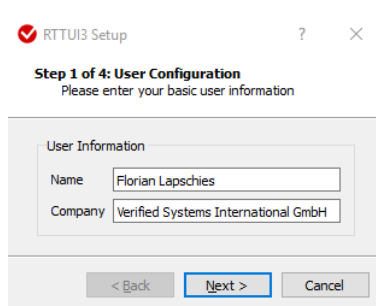 RTTUI3 Setup ? ×
Step 1 of 4: User Configuration
Please enter your basic user information
User Information
Name Florian Lapschies
Company Verified Systems International GmbH
< Back Next > Cancel